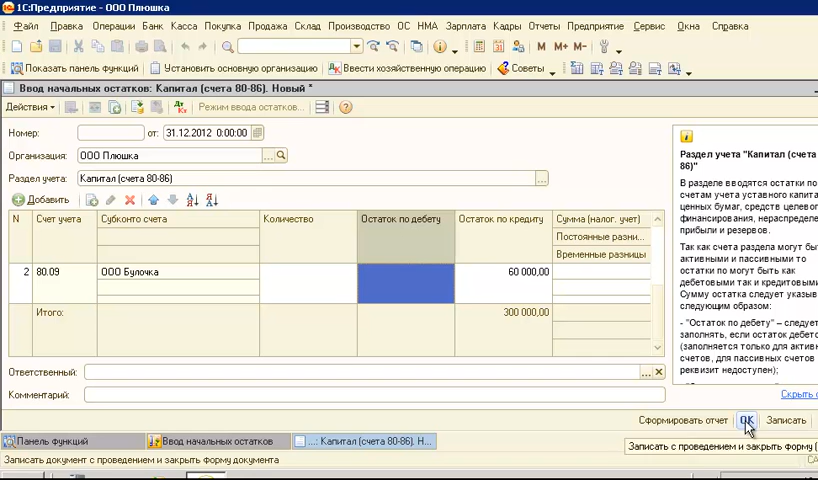 1С:Предприятие - ООО Плюшка
Файл Правка Операции Банк Касса Покупка Продажа Склад Производство ОС НМА Зарплата Кадры Отчеты Предприятие Сервис Окна Справка
M M+ M-
Показать панель функций Установить основную организацию Ввести хозяйственную операцию Советы
Ввод начальных остатков: Капитал (счета 80-86). Новый *
Действия Дт Кт Режим ввода остатков...
Номер: от: 31.12.2012 0:00:00
Организация: ООО Плюшка ...
Раздел учета: Капитал (счета 80-86) ...
Добавить
N Счет учета Субконто счета Количество Остаток по дебету Остаток по кредиту Сумма (налог. учет)
Постоянные разни...
Временные разницы
2 80.09 ООО Булочка 60 000,00
Итого: 300 000,00
Ответственный: ... ×
Комментарий:
Раздел учета "Капитал (счета
86)"
В разделе вводятся остатки по
счетам учета уставного капита
ценных бумаг, средств целевог
финансирования, нераспределе
прибыли и резервов.
Так как счета раздела могут бы
активными и пассивными то
остатки по могут быть как
дебетовыми так и кредитовыми
Сумму остатка следует указыв
следующим образом:
- "Остаток по дебету" – следует
заполнять, если остаток дебето
(заполняется только для актив
счетов, для пассивных счетов
реквизит недоступен);
Скрыть о
Сформировать отчет OK Записать
Панель функций Ввод начальных остатков ...: Капитал (счета 80-86). Н...
Записать с проведением и закрыть форму (
Записать документ с проведением и закрыть форму документа